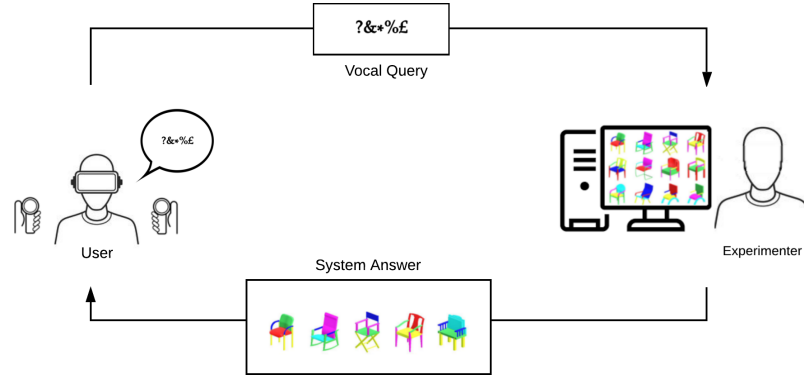 ?&*%£
Vocal Query
?&*%£
User
Experimenter
System Answer